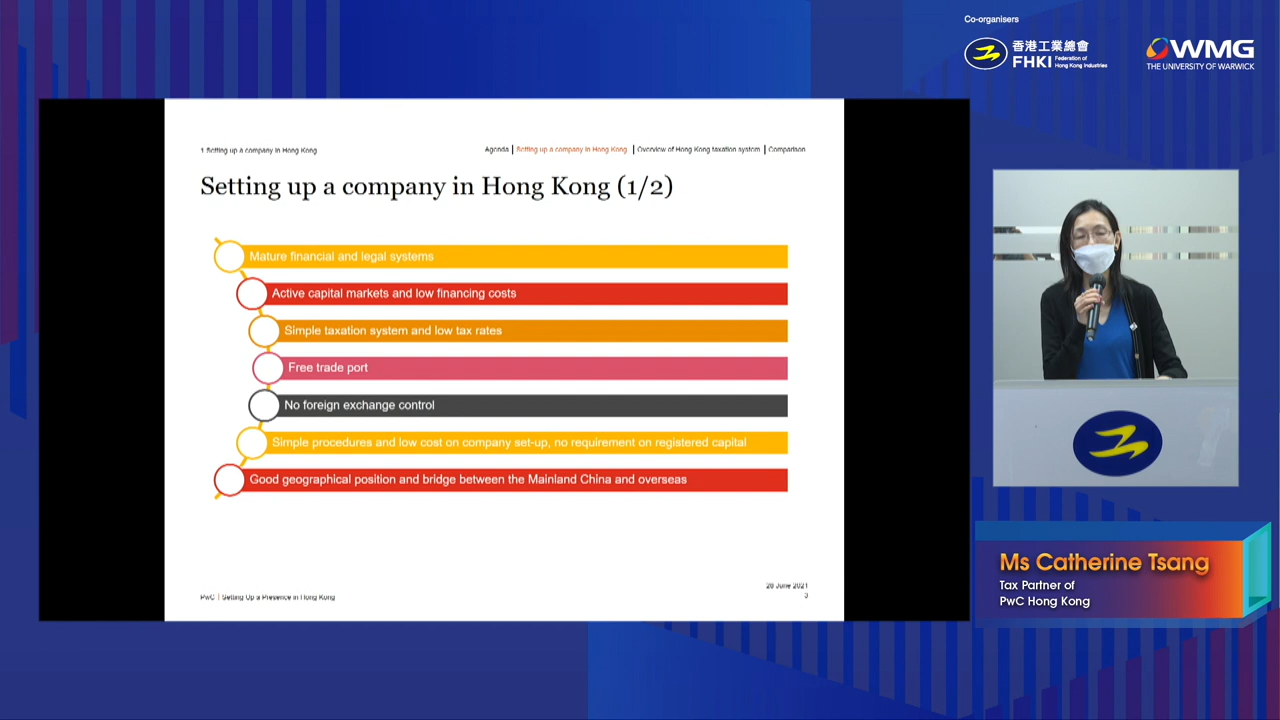 Co-organisers
香港工業總會
FHKI
Federation of
Hong Kong Industries
WMG
THE UNIVERSITY OF WARWICK
1 Setting up a company in Hong Kong
Agenda | Setting up a company in Hong Kong | Overview of Hong Kong taxation system | Comparison
Setting up a company in Hong Kong (1/2)
Mature financial and legal systems
Active capital markets and low financing costs
Simple taxation system and low tax rates
Free trade port
No foreign exchange control
Simple procedures and low cost on company set-up, no requirement on registered capital
Good geographical position and bridge between the Mainland China and overseas
PwC | Setting Up a Presence in Hong Kong
Ms Catherine Tsang
Tax Partner of
PwC Hong Kong